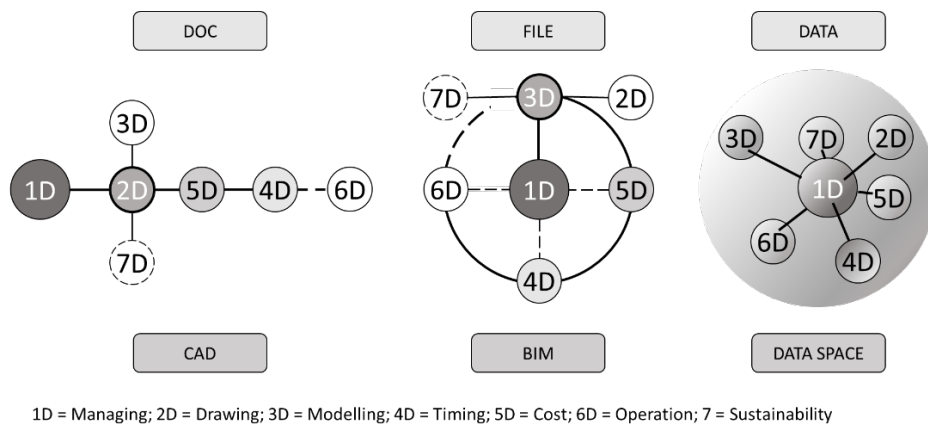 DOC FILE DATA
7D 3D 2D
3D
3D 7D 2D
1D 2D 5D 4D 6D
6D 1D 5D
1D 5D
7D
6D 4D
4D
CAD BIM DATA SPACE
1D = Managing; 2D = Drawing; 3D = Modelling; 4D = Timing; 5D = Cost; 6D = Operation; 7 = Sustainability